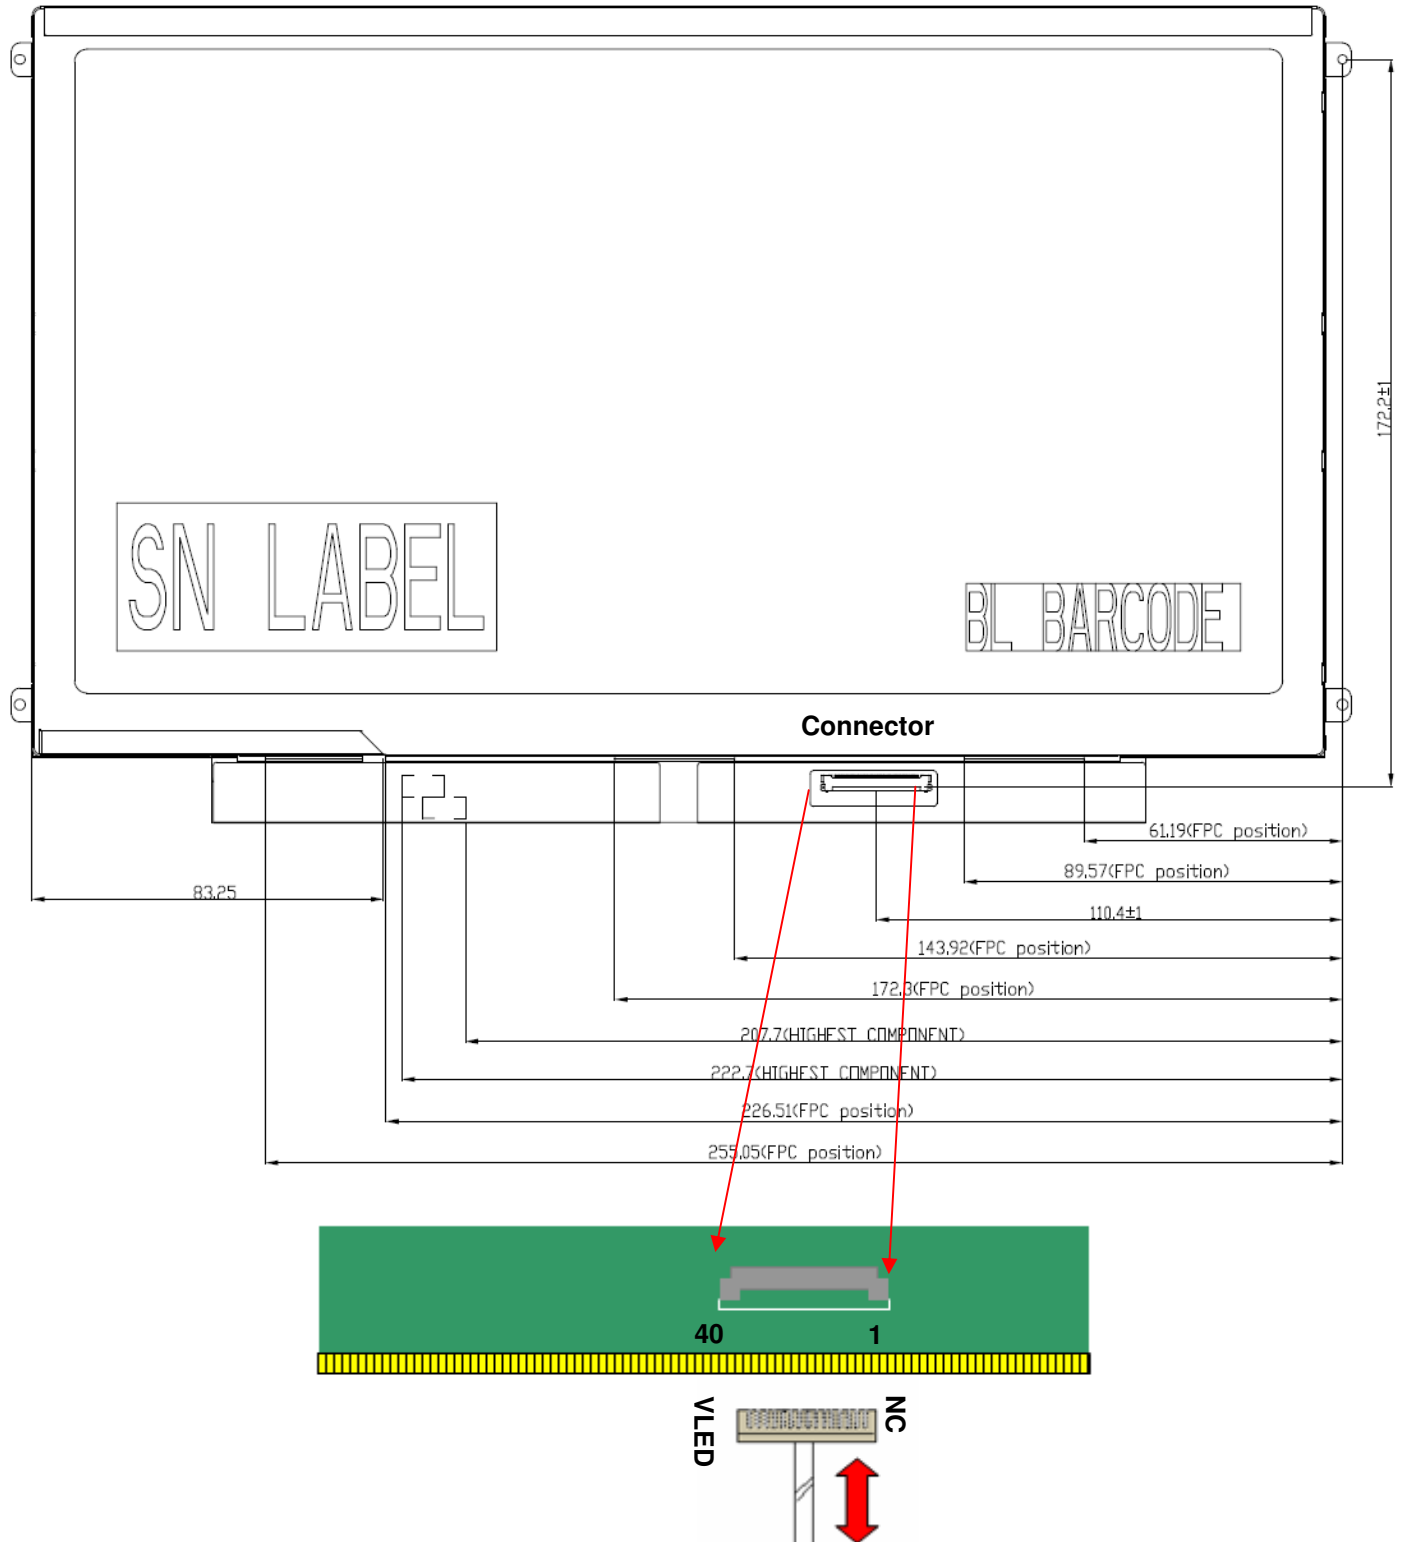 172.2±1
SN LABEL
BL BARCODE
Connector
61.19(FPC position)
89.57(FPC position)
83.25
110.4±1
143.92(FPC position)
172.3(FPC position)
207.7(HIGHEST COMPONENT)
222.7(HIGHEST COMPONENT)
226.51(FPC position)
255.05(FPC position)
40
1
VLED
NC